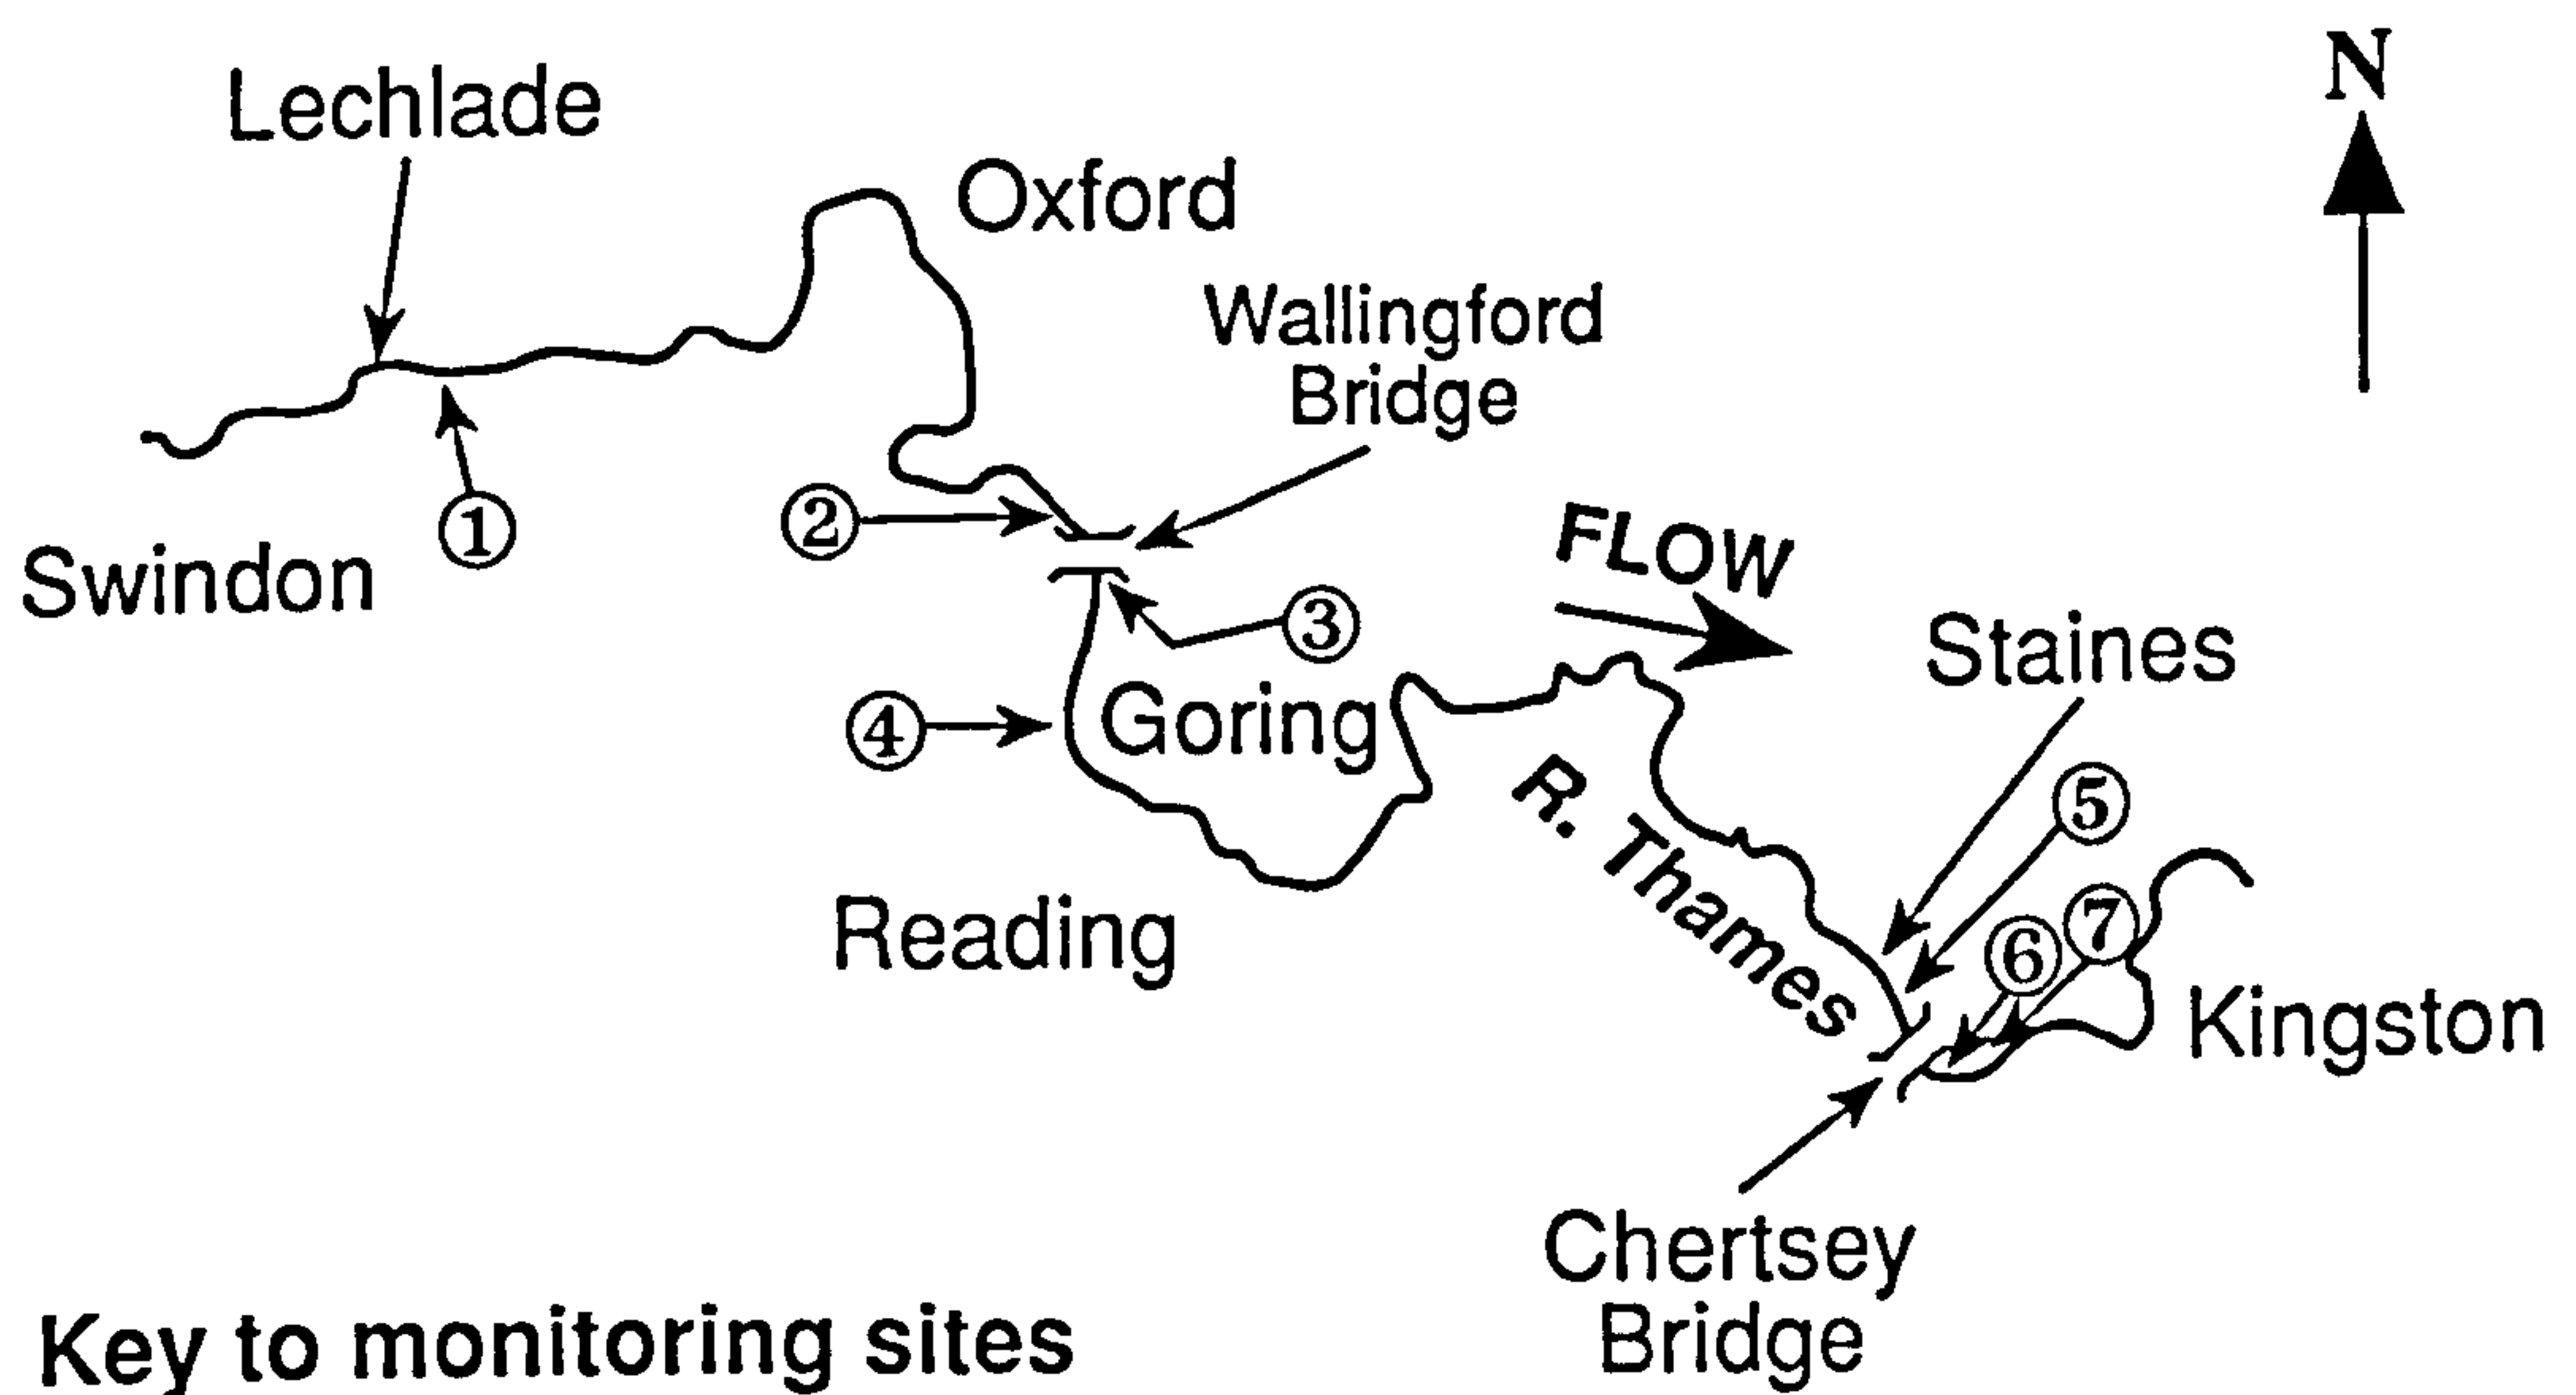 N
Lechlade
Oxford
Wallingford
Bridge
①
②
Swindon
FLOW
③
Staines
④
Goring
R. Thames
⑤
Reading
⑥
⑦
Kingston
Chertsey
Bridge
Key to monitoring sites